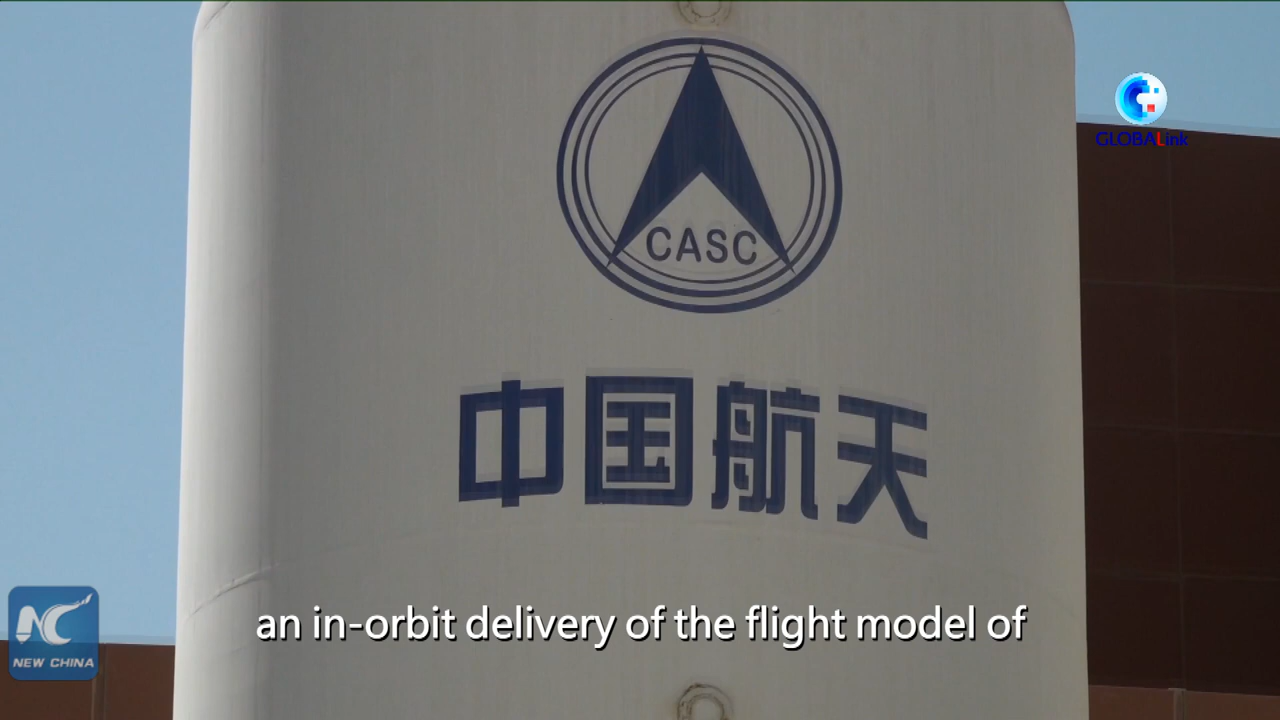 GLOBALink
CASC
中国航天
an in-orbit delivery of the flight model of
NEW CHINA